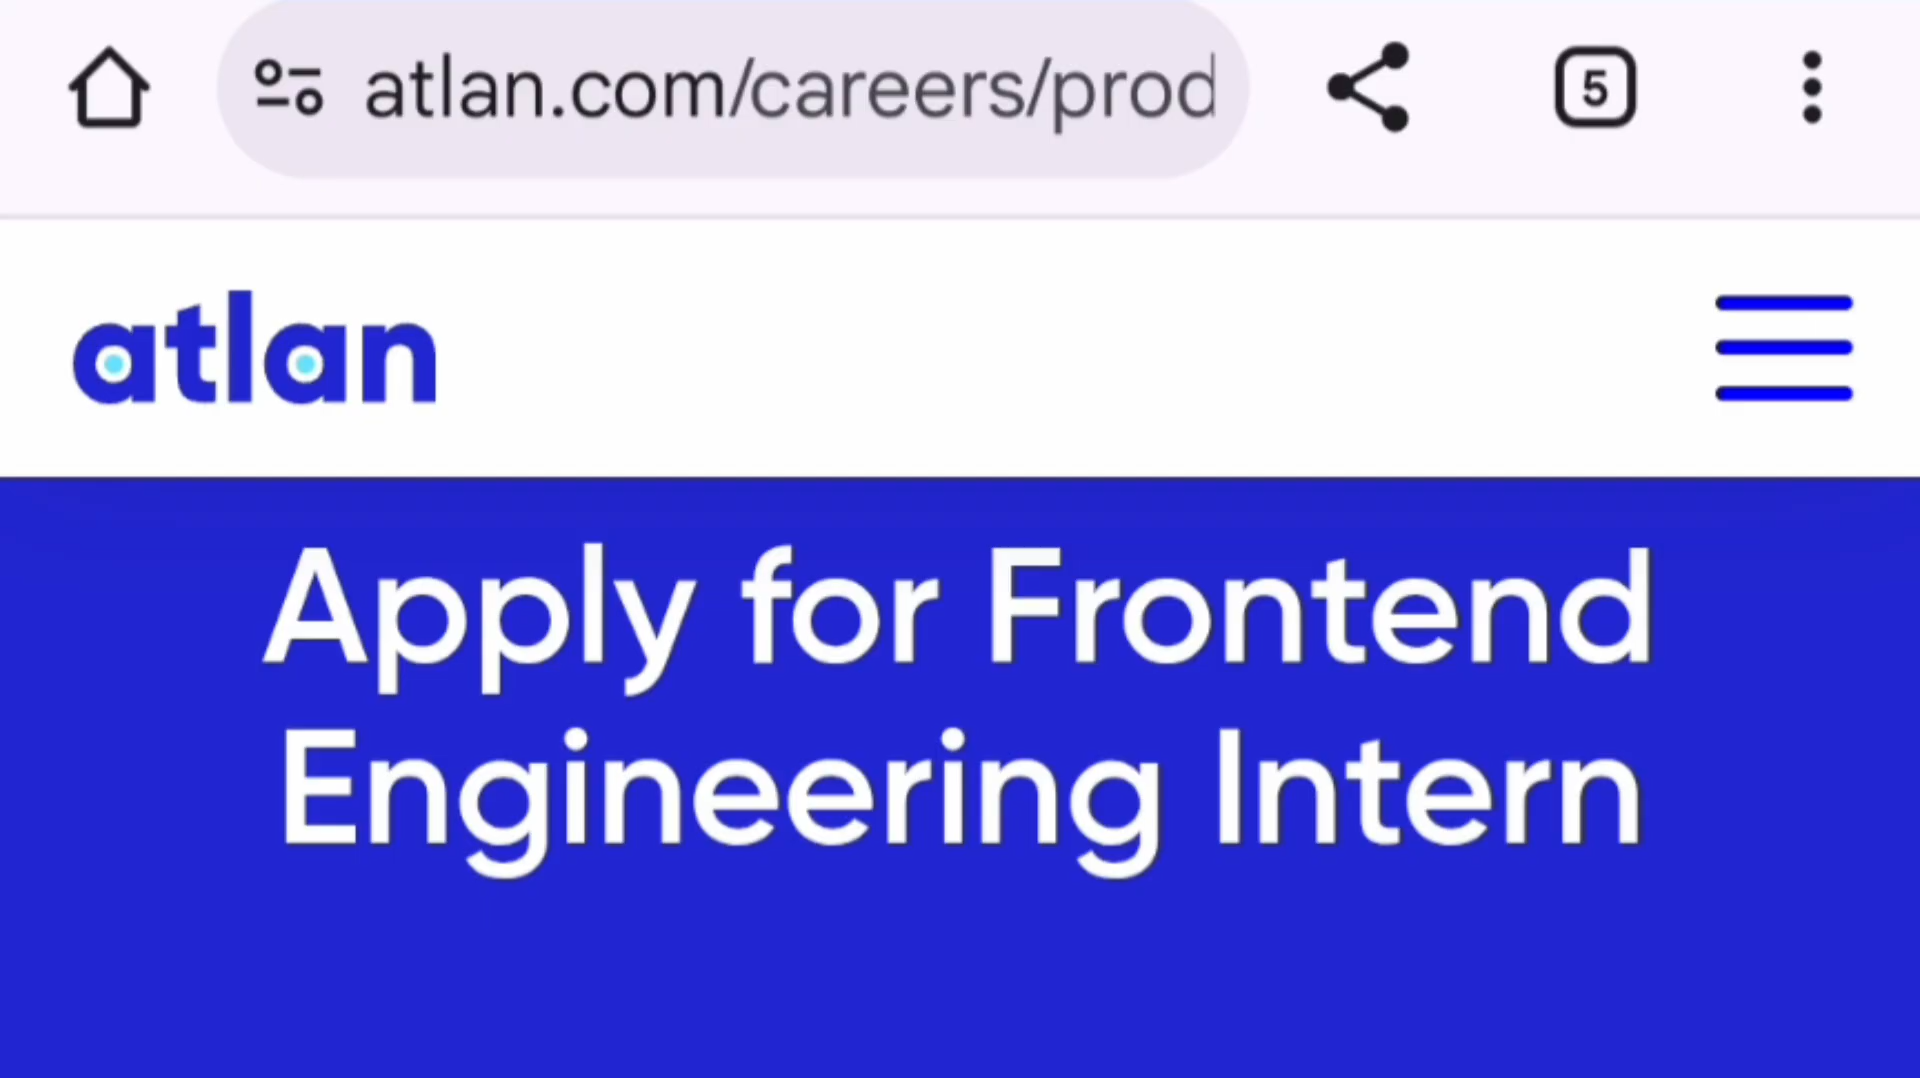 atlan.com/careers/prod
5
atlan
Apply for Frontend
Engineering Intern